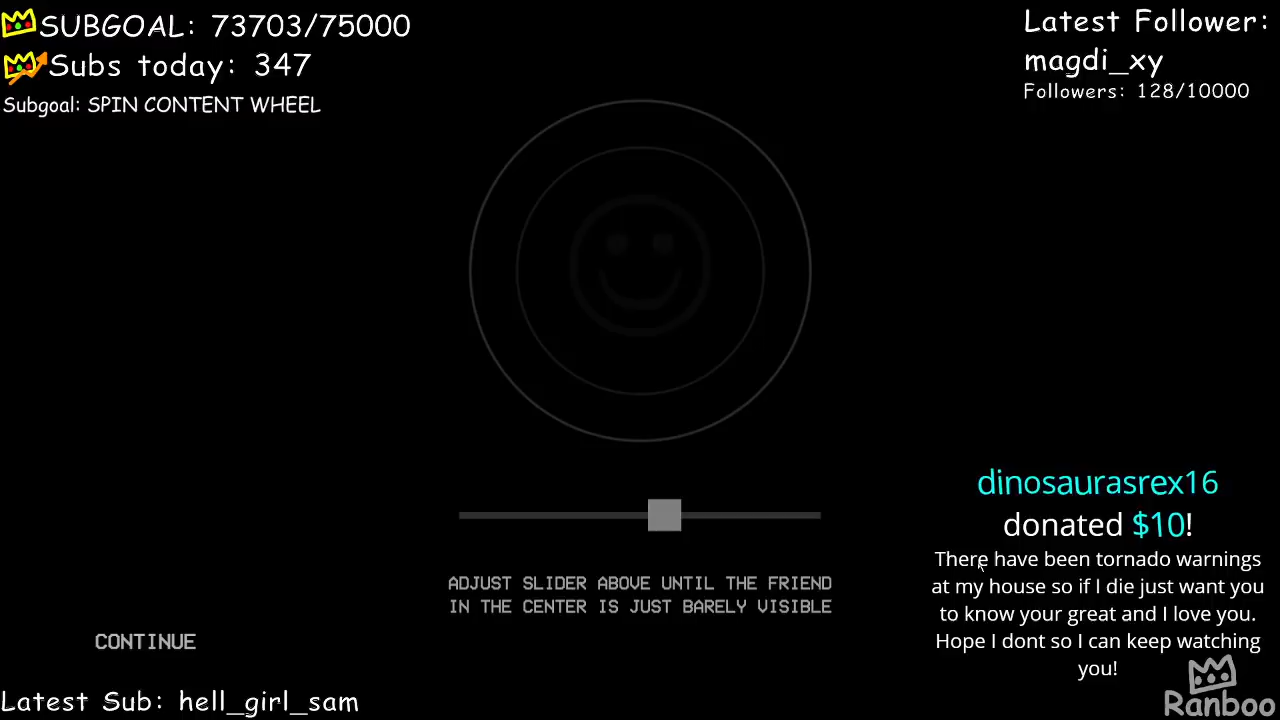 SUBGOAL: 73703/75000
Subs today: 347
Subgoal: SPIN CONTENT WHEEL
Latest Follower:
magdi_xy
Followers: 128/10000
dinosaurasrex16
donated $10!
There have been tornado warnings
at my house so if I die just want you
to know your great and I love you.
Hope I dont so I can keep watching
you!
ADJUST SLIDER ABOVE UNTIL THE FRIEND
IN THE CENTER IS JUST BARELY VISIBLE
CONTINUE
Latest Sub: hell_girl_sam
Ranboo